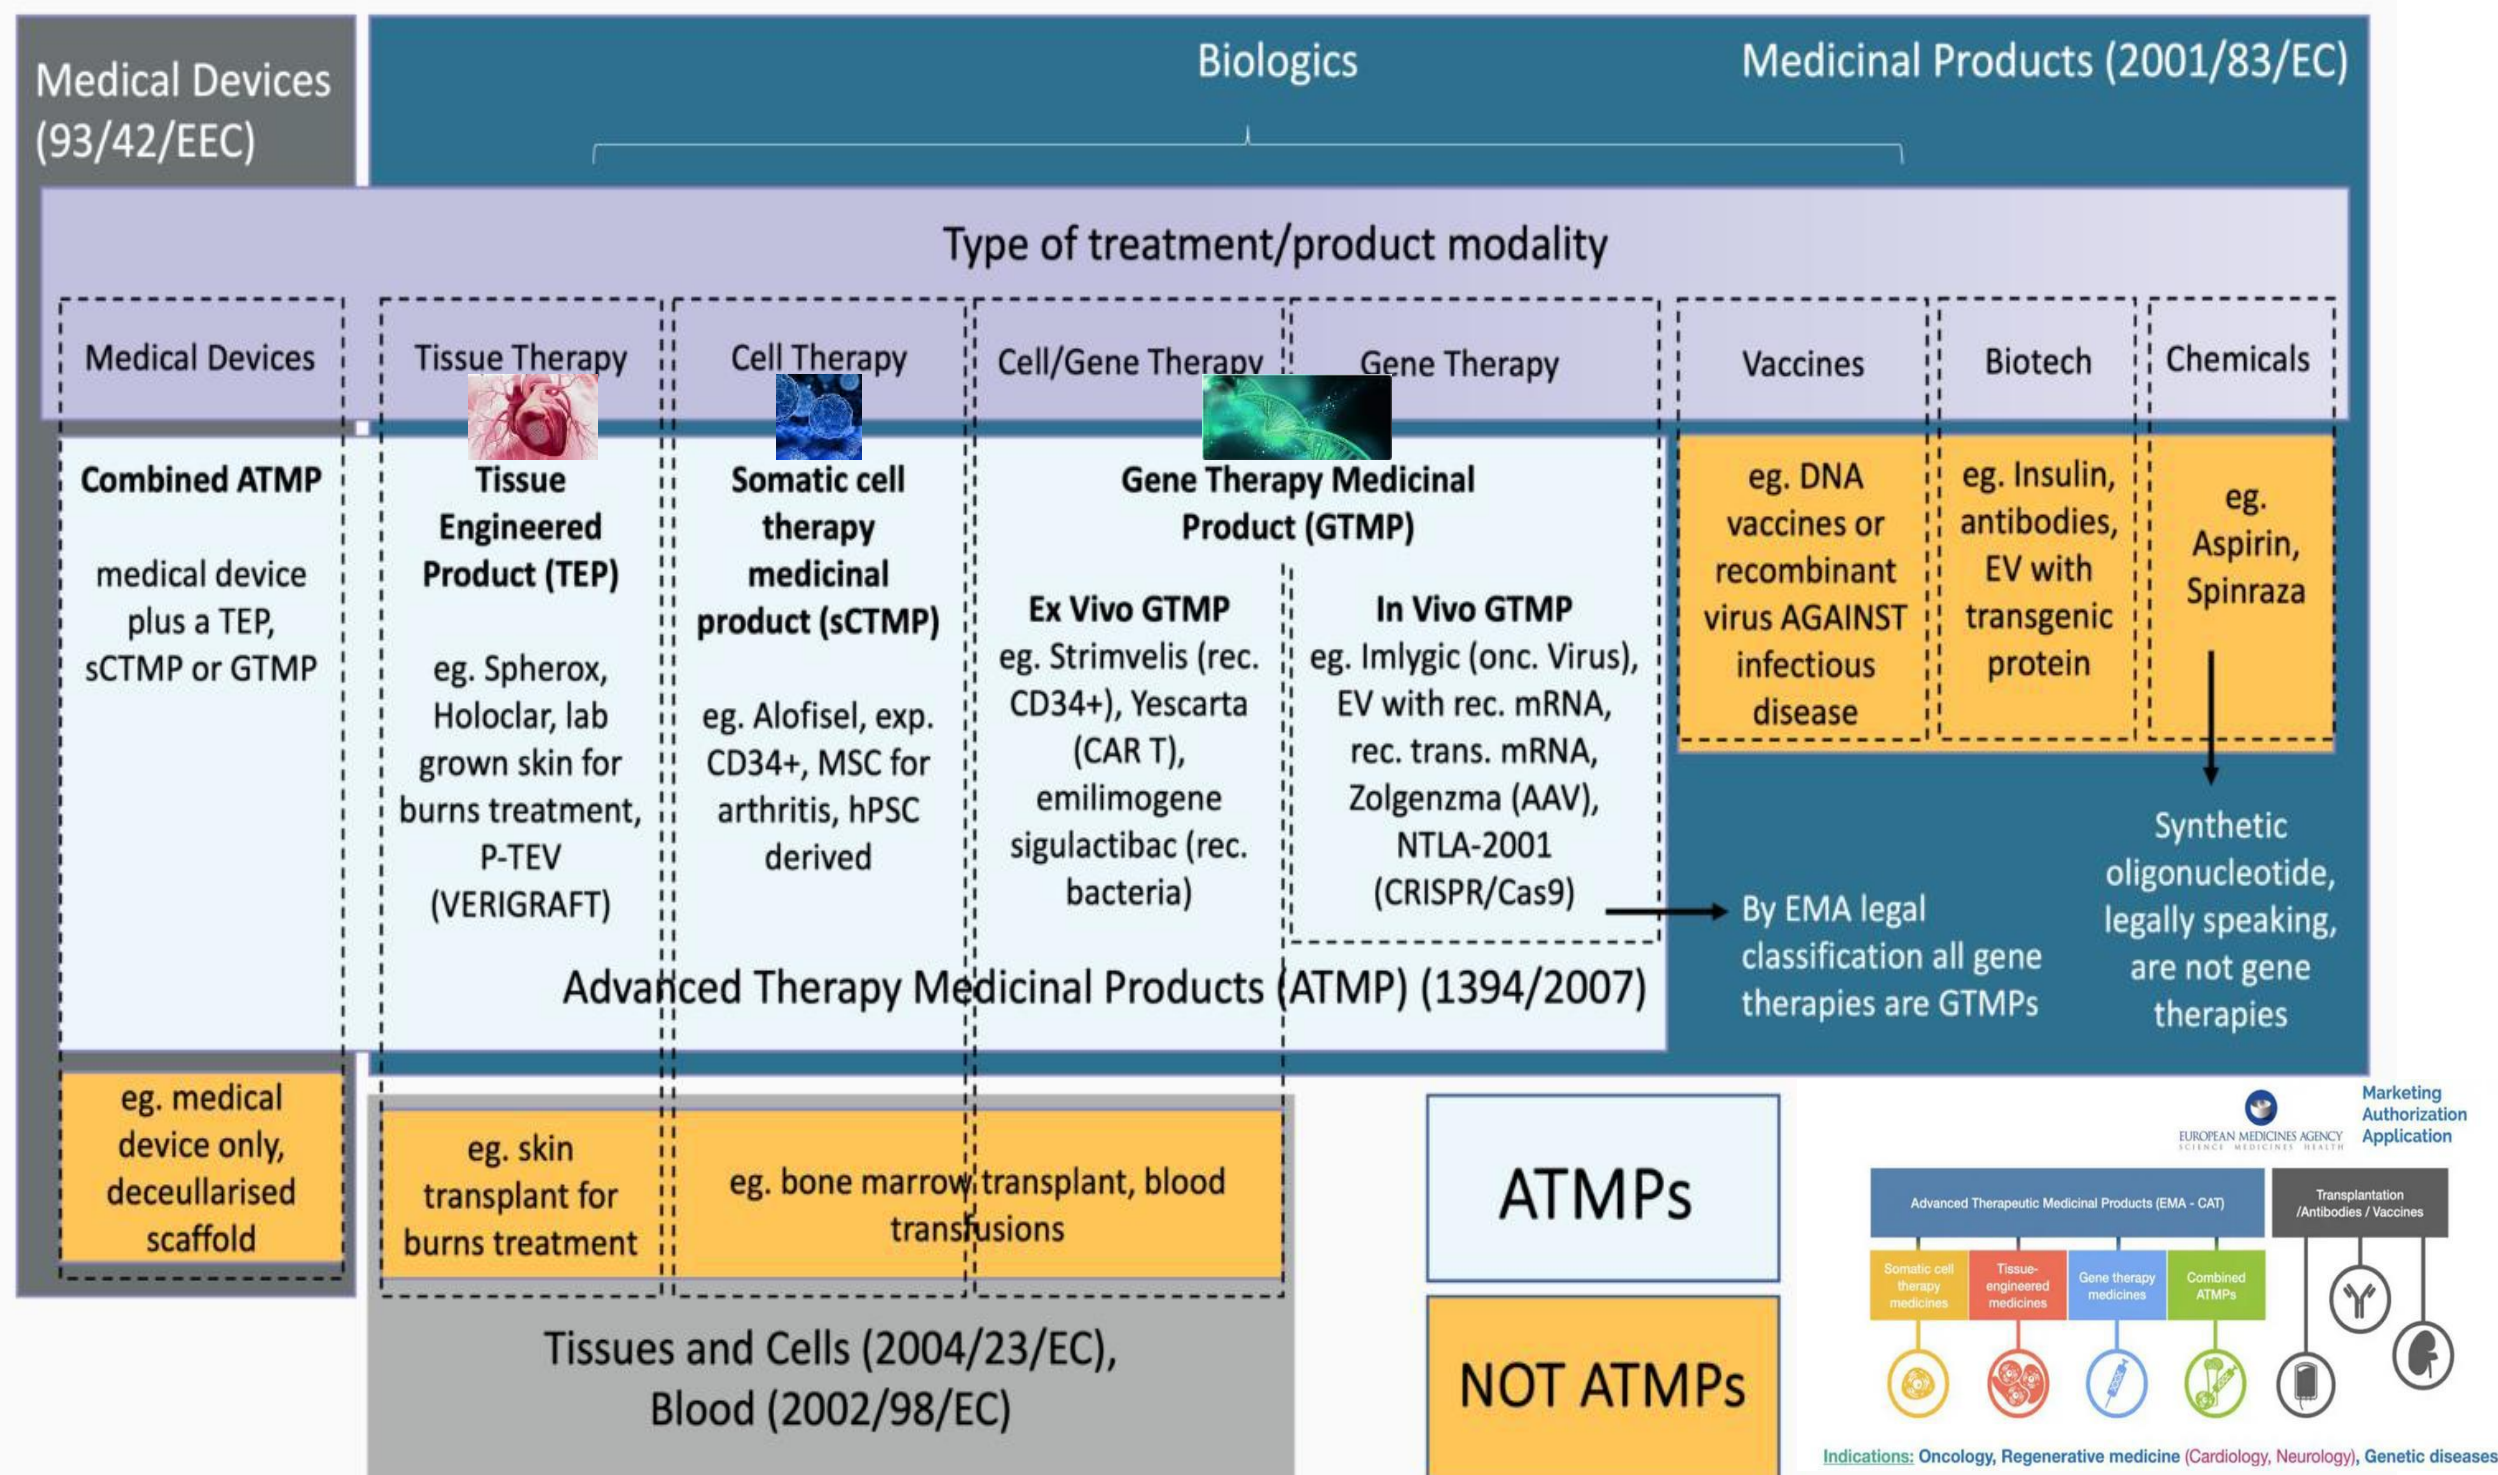 Medical Devices
(93/42/EEC)
Biologics
Medicinal Products (2001/83/EC)
Type of treatment/product modality
Medical Devices
Tissue Therapy
Cell Therapy
Cell/Gene Therapy
Gene Therapy
Vaccines
Biotech
Chemicals
Combined ATMP
medical device
plus a TEP,
sCTMP or GTMP
Tissue
Engineered
Product (TEP)
eg. Spherox,
Holoclar, lab
grown skin for
burns treatment,
P-TEV
(VERIGRAFT)
Somatic cell
therapy
medicinal
product (sCTMP)
eg. Alofisel, exp.
CD34+, MSC for
arthritis, hPSC
derived
Gene Therapy Medicinal
Product (GTMP)
Ex Vivo GTMP
eg. Strimvelis (rec.
CD34+), Yescarta
(CAR T),
emilimogene
sigulactibac (rec.
bacteria)
In Vivo GTMP
eg. Imlygic (onc. Virus),
EV with rec. mRNA,
rec. trans. mRNA,
Zolgenzma (AAV),
NTLA-2001
(CRISPR/Cas9)
eg. DNA
vaccines or
recombinant
virus AGAINST
infectious
disease
eg. Insulin,
antibodies,
EV with
transgenic
protein
eg.
Aspirin,
Spinraza
By EMA legal
classification all gene
therapies are GTMPs
Synthetic
oligonucleotide,
legally speaking,
are not gene
therapies
Advanced Therapy Medicinal Products (ATMP) (1394/2007)
eg. medical
device only,
deceullarised
scaffold
eg. skin
transplant for
burns treatment
eg. bone marrow transplant, blood
transfusions
Tissues and Cells (2004/23/EC),
Blood (2002/98/EC)
ATMPs
NOT ATMPs
EUROPEAN MEDICINES AGENCY
SCIENCE MEDICINES HEALTH
Marketing
Authorization
Application
Advanced Therapeutic Medicinal Products (EMA - CAT)
Transplantation
/Antibodies / Vaccines
Somatic cell
therapy
medicines
Tissue-
engineered
medicines
Gene therapy
medicines
Combined
ATMPs
Indications: Oncology, Regenerative medicine (Cardiology, Neurology), Genetic diseases